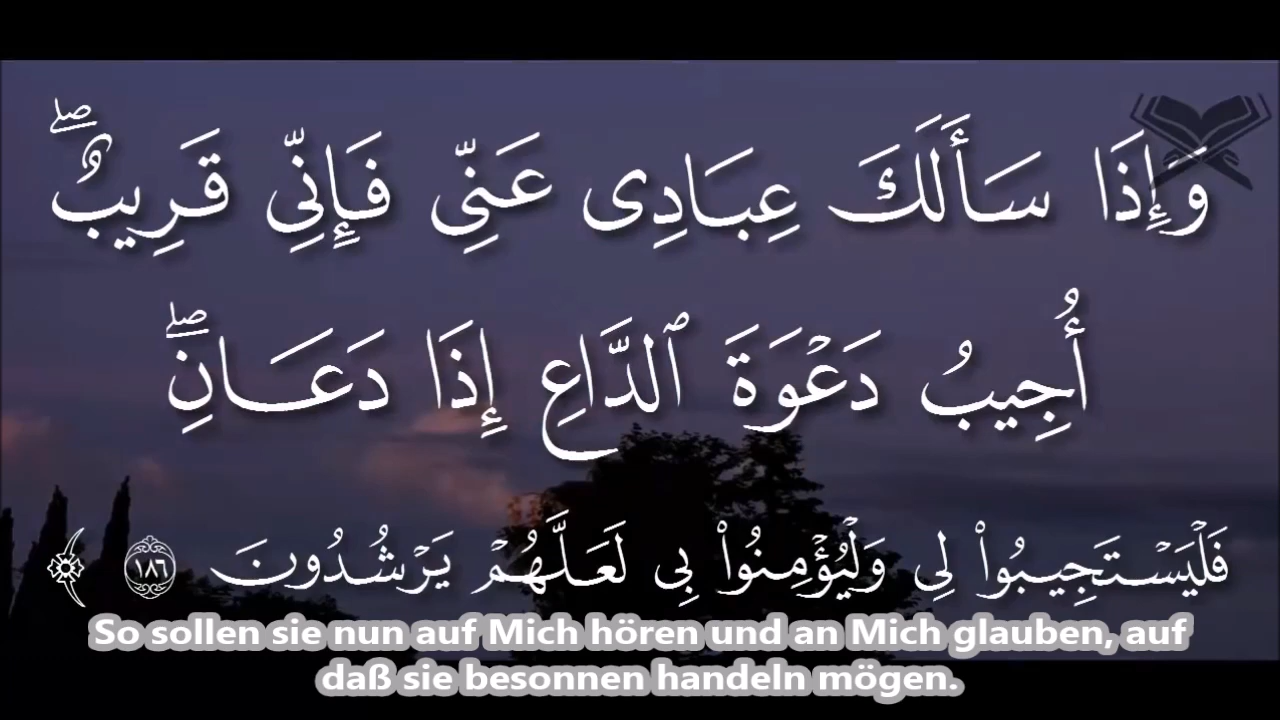 وَإِذَا سَأَلَكَ عِبَادِى عَنِّى فَإِنِّى قَرِيبٌ ۖ
أُجِيبُ دَعْوَةَ ٱلدَّاعِ إِذَا دَعَانِ ۖ
فَلْيَسْتَجِيبُوا۟ لِى وَلْيُؤْمِنُوا۟ بِى لَعَلَّهُمْ يَرْشُدُونَ ١٨٦
So sollen sie nun auf Mich hören und an Mich glauben, auf
daß sie besonnen handeln mögen.